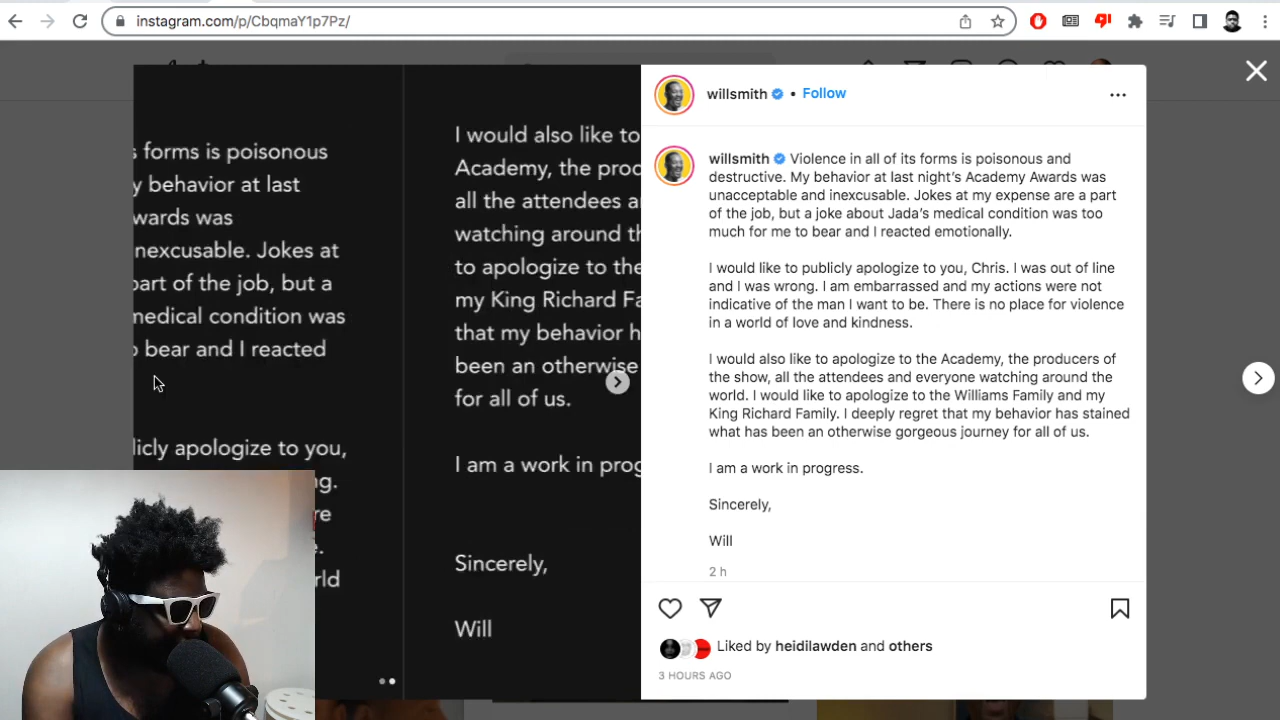 instagram.com/p/CbqmaY1p7Pz/
s forms is poisonous
y behavior at last
wards was
nexcusable. Jokes at
part of the job, but a
medical condition was
bear and I reacted
licly apologize to you,
ng.
re
e.
rld
I would also like to
Academy, the proc
all the attendees a
watching around th
to apologize to the
my King Richard Fa
that my behavior h
been an otherwise
for all of us.
I am a work in prog
Sincerely,
Will
willsmith • Follow
willsmith Violence in all of its forms is poisonous and
destructive. My behavior at last night's Academy Awards was
unacceptable and inexcusable. Jokes at my expense are a part
of the job, but a joke about Jada's medical condition was too
much for me to bear and I reacted emotionally.
I would like to publicly apologize to you, Chris. I was out of line
and I was wrong. I am embarrassed and my actions were not
indicative of the man I want to be. There is no place for violence
in a world of love and kindness.
I would also like to apologize to the Academy, the producers of
the show, all the attendees and everyone watching around the
world. I would like to apologize to the Williams Family and my
King Richard Family. I deeply regret that my behavior has stained
what has been an otherwise gorgeous journey for all of us.
I am a work in progress.
Sincerely,
Will
2 h
Liked by heidilawden and others
3 HOURS AGO